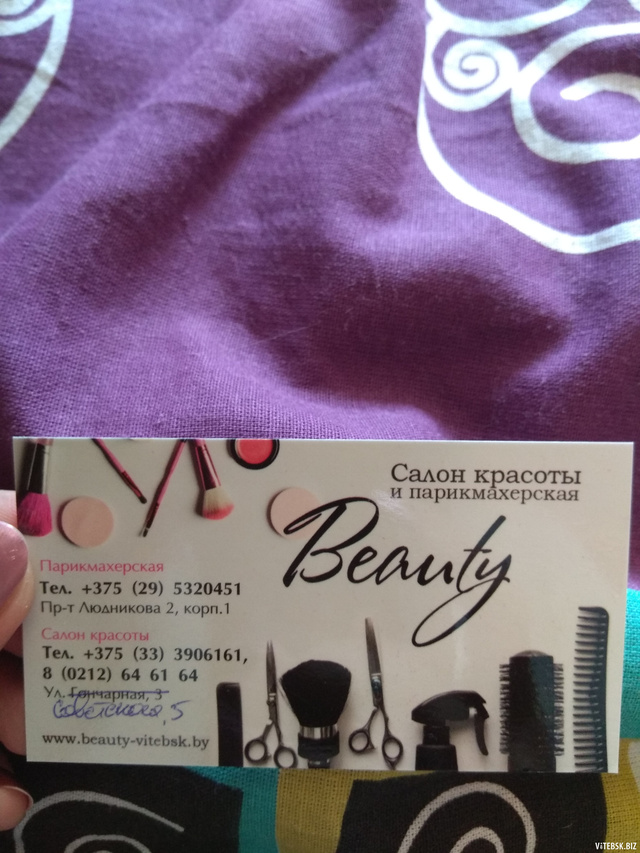 Салон красоты
и парикмахерская
Beauty
Парикмахерская
Тел. +375 (29) 5320451
Пр-т Людникова 2, корп.1
Салон красоты
Тел. +375 (33) 3906161,
8 (0212) 64 61 64
Ул. Гончарная, 3
Советская, 5
www.beauty-vitebsk.by
ViTEBSK.BIZ